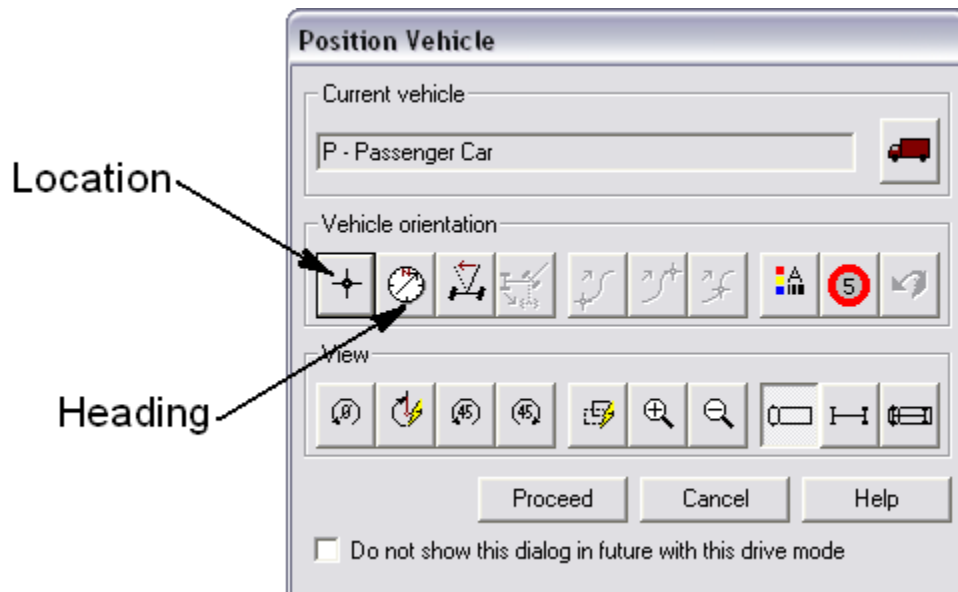 Position Vehicle
Current vehicle
P - Passenger Car
Location
Vehicle orientation
N
A
5
Heading
View
0
45
45
Proceed Cancel Help
Do not show this dialog in future with this drive mode